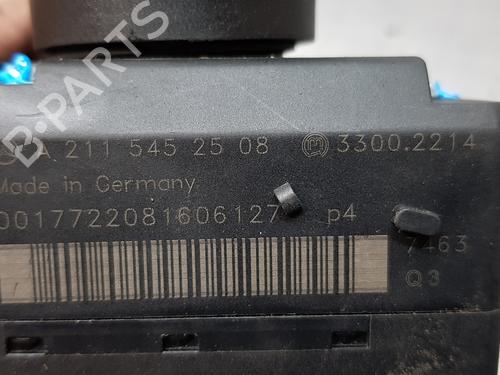 B-PARTS
A 211 545 25 08 3300.2214
Made in Germany
0017722081606127 p4
7463
Q3